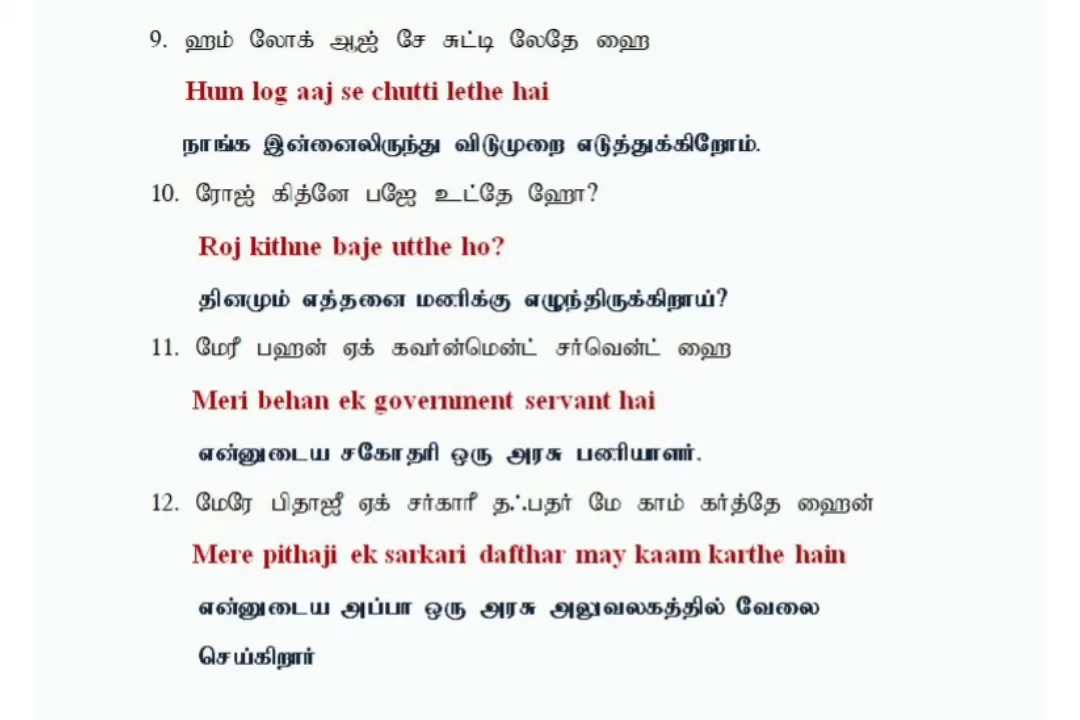 9. ஹம் லோக் ஆஜ் சே சுட்டி லேதே ஹை
Hum log aaj se chutti lethe hai
நாங்க இன்னைலிருந்து விடுமுறை எடுத்துக்கிறோம்.
10. ரோஜ் கித்னே பஜே உட்தே ஹோ?
Roj kithne baje utthe ho?
தினமும் எத்தனை மணிக்கு எழுந்திருக்கிறாய்?
11. மேரீ பஹன் ஏக் கவர்ன்மென்ட் சர்வென்ட் ஹை
Meri behan ek government servant hai
என்னுடைய சகோதரி ஒரு அரசு பணியாளர்.
12. மேரே பிதாஜீ ஏக் சர்காரீ தஃபதர் மே காம் கர்த்தே ஹைன்
Mere pithaji ek sarkari dafthar may kaam karthe hain
என்னுடைய அப்பா ஒரு அரசு அலுவலகத்தில் வேலை
செய்கிறார்